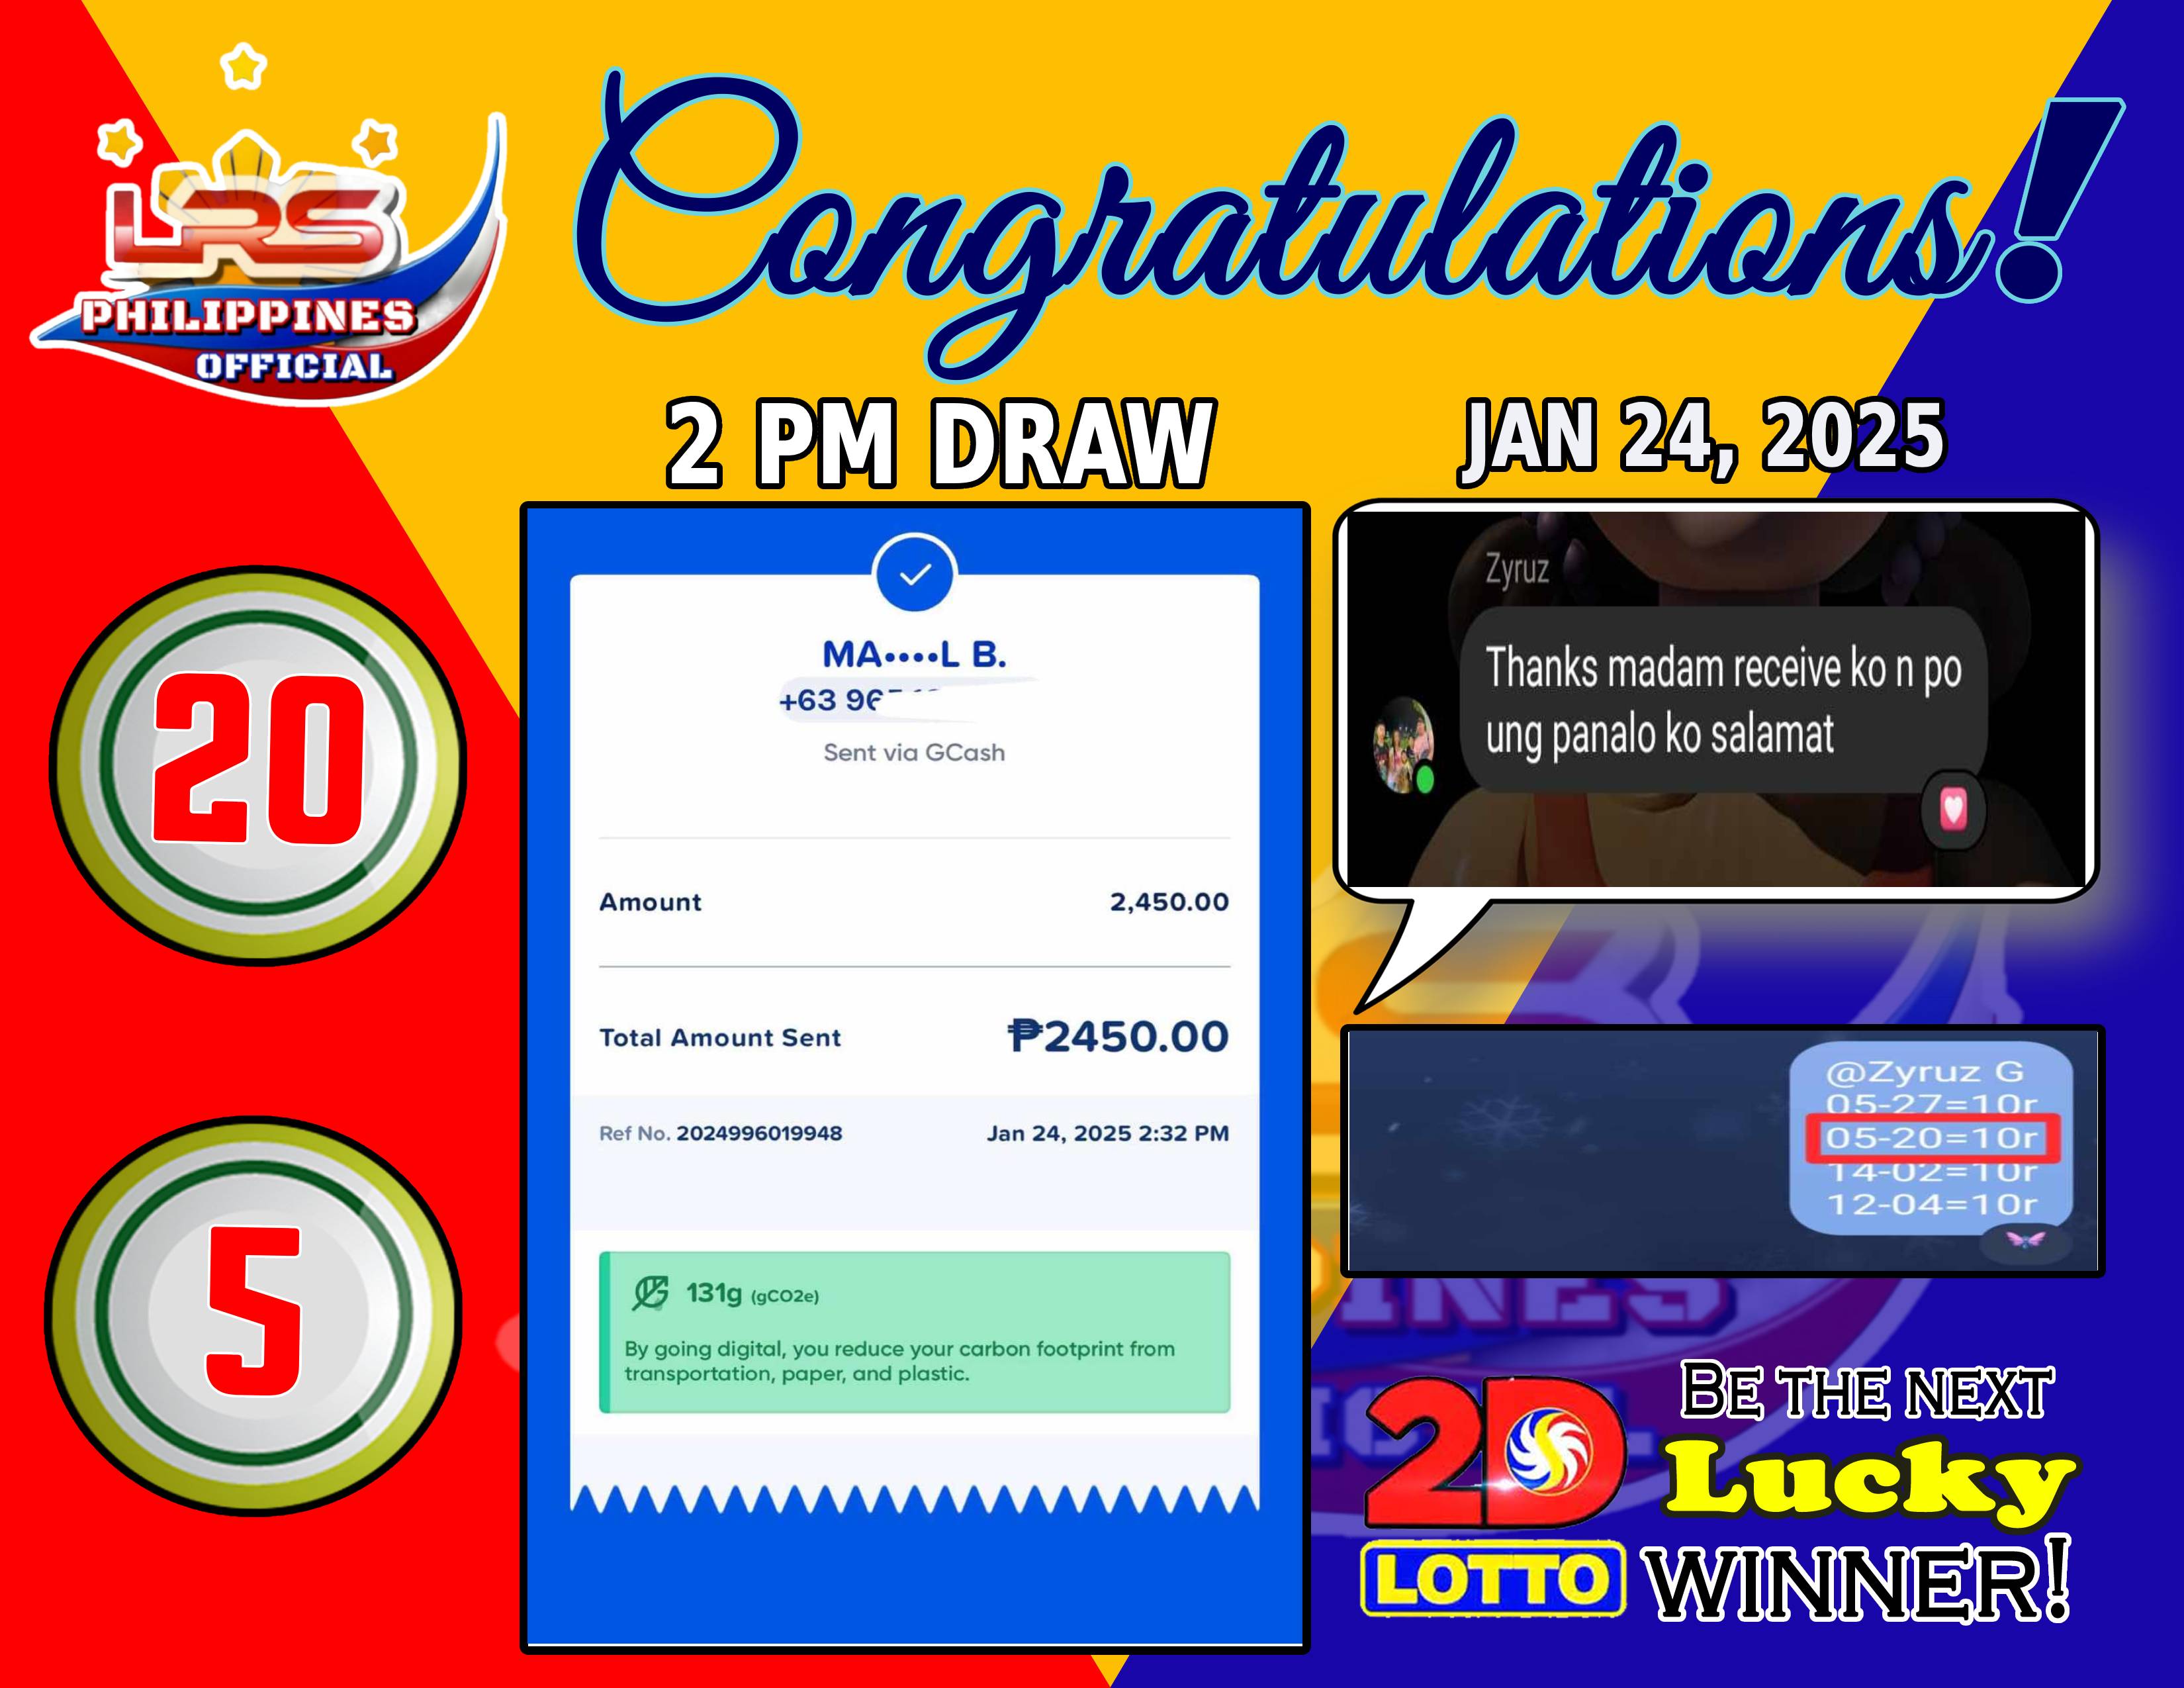 LRS
PHILIPPINES
OFFICIAL
Congratulations!
2 PM DRAW
JAN 24, 2025
20
5
MA••••L B.
+63 96
Sent via GCash
Amount 2,450.00
Total Amount Sent ₱2450.00
Ref No. 2024996019948 Jan 24, 2025 2:32 PM
131g (gCO2e)
By going digital, you reduce your carbon footprint from
transportation, paper, and plastic.
Zyruz
Thanks madam receive ko n po
ung panalo ko salamat
@Zyruz G
05-27=10r
05-20=10r
14-02=10r
12-04=10r
2D
LOTTO
BE THE NEXT
Lucky
WINNER!